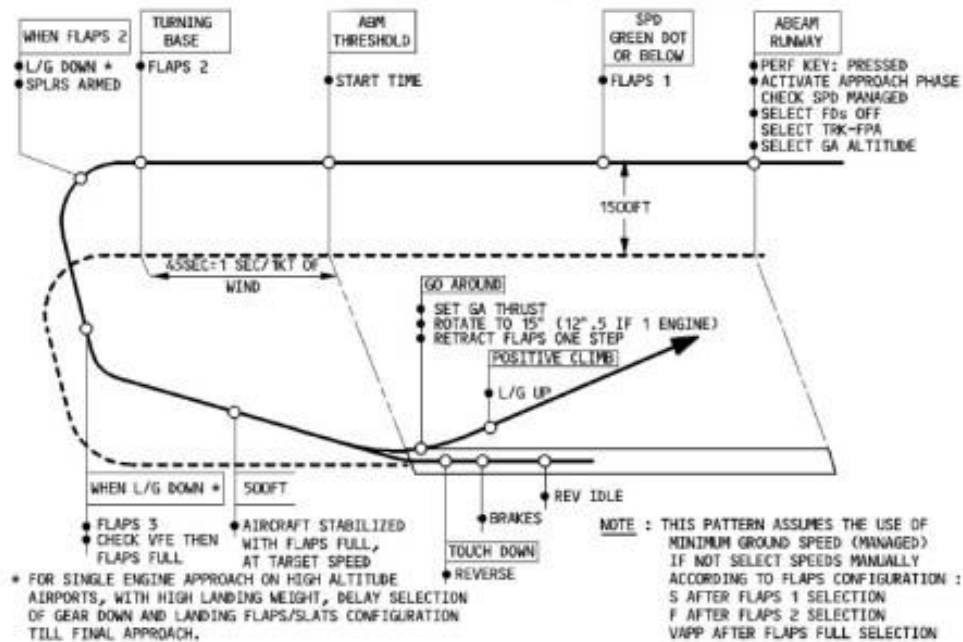 WHEN FLAPS 2
L/G DOWN *
SPLRS ARMED
TURNING
BASE
FLAPS 2
ABM
THRESHOLD
START TIME
SPD
GREEN DOT
OR BELOW
FLAPS 1
ABEAM
RUNWAY
PERF KEY: PRESSED
ACTIVATE APPROACH PHASE
CHECK SPD MANAGED
SELECT FDs OFF
SELECT TRK-FPA
SELECT GA ALTITUDE
1500FT
45SEC±1 SEC/1KT OF
WIND
GO AROUND
SET GA THRUST
ROTATE TO 15° (12°.5 IF 1 ENGINE)
RETRACT FLAPS ONE STEP
POSITIVE CLIMB
L/G UP
WHEN L/G DOWN *
FLAPS 3
CHECK VFE THEN
FLAPS FULL
500FT
AIRCRAFT STABILIZED
WITH FLAPS FULL,
AT TARGET SPEED
TOUCH DOWN
REVERSE
BRAKES
REV IDLE
* FOR SINGLE ENGINE APPROACH ON HIGH ALTITUDE
AIRPORTS, WITH HIGH LANDING WEIGHT, DELAY SELECTION
OF GEAR DOWN AND LANDING FLAPS/SLATS CONFIGURATION
TILL FINAL APPROACH.
NOTE : THIS PATTERN ASSUMES THE USE OF
MINIMUM GROUND SPEED (MANAGED)
IF NOT SELECT SPEEDS MANUALLY
ACCORDING TO FLAPS CONFIGURATION :
S AFTER FLAPS 1 SELECTION
F AFTER FLAPS 2 SELECTION
VAPP AFTER FLAPS FULL SELECTION